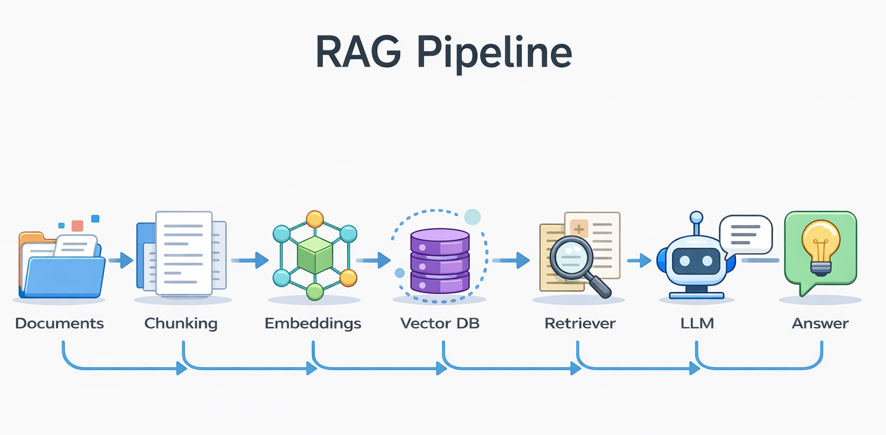 RAG Pipeline
Documents
Chunking
Embeddings
Vector DB
Retriever
LLM
Answer